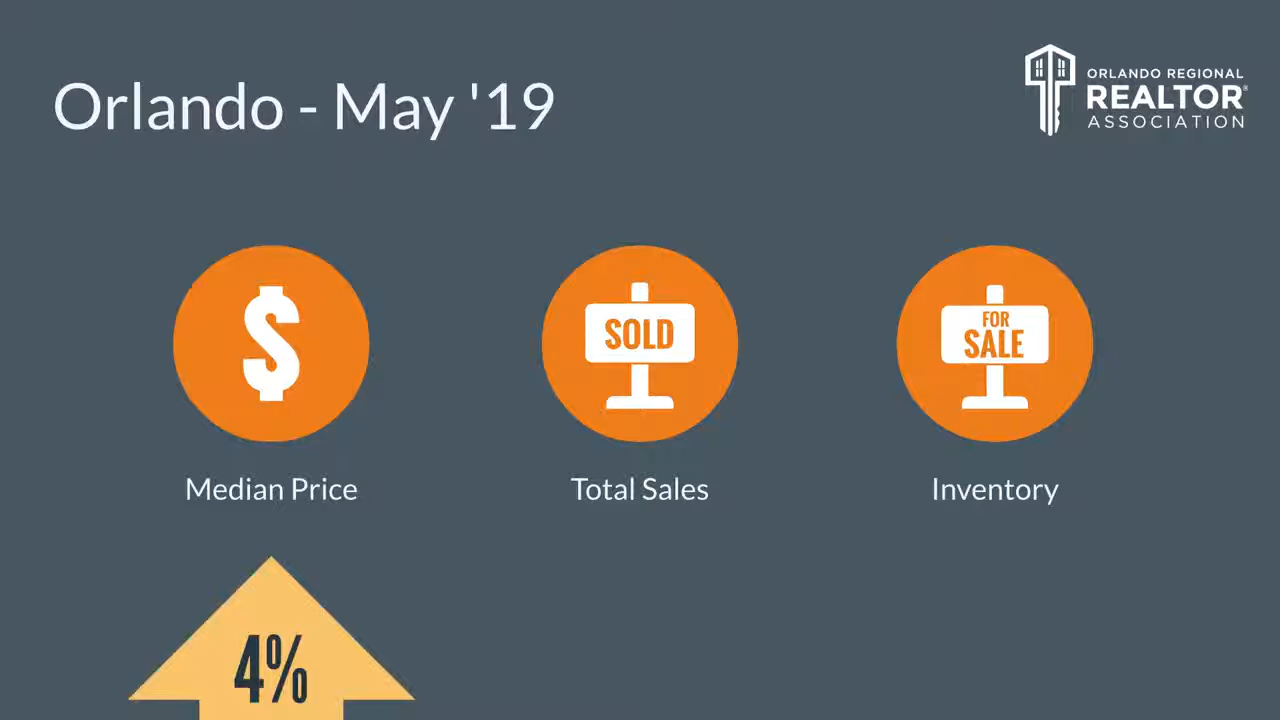 Orlando - May '19
ORLANDO REGIONAL
REALTOR®
ASSOCIATION
$
SOLD
FOR
SALE
Median Price
Total Sales
Inventory
4%